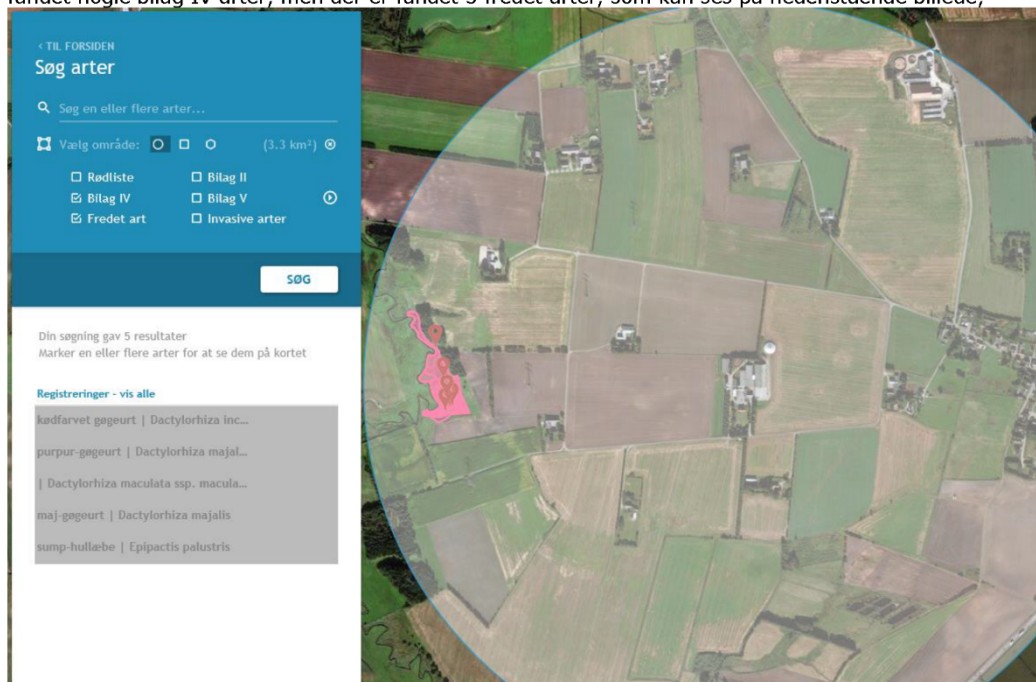 fundet nogle bilag IV arter, men der er fundet 5 fredet arter, som kan ses på nedenstående billede,
‹ TIL FORSIDEN
Søg arter
Søg en eller flere arter...
Vælg område: (3.3 km²)
Rødliste Bilag II
Bilag IV Bilag V
Fredet art Invasive arter
SØG
Din søgning gav 5 resultater
Marker en eller flere arter for at se dem på kortet
Registreringer - vis alle
kødfarvet gøgeurt | Dactylorhiza inc...
purpur-gøgeurt | Dactylorhiza majal...
| Dactylorhiza maculata ssp. macula...
maj-gøgeurt | Dactylorhiza majalis
sump-hullæbe | Epipactis palustris